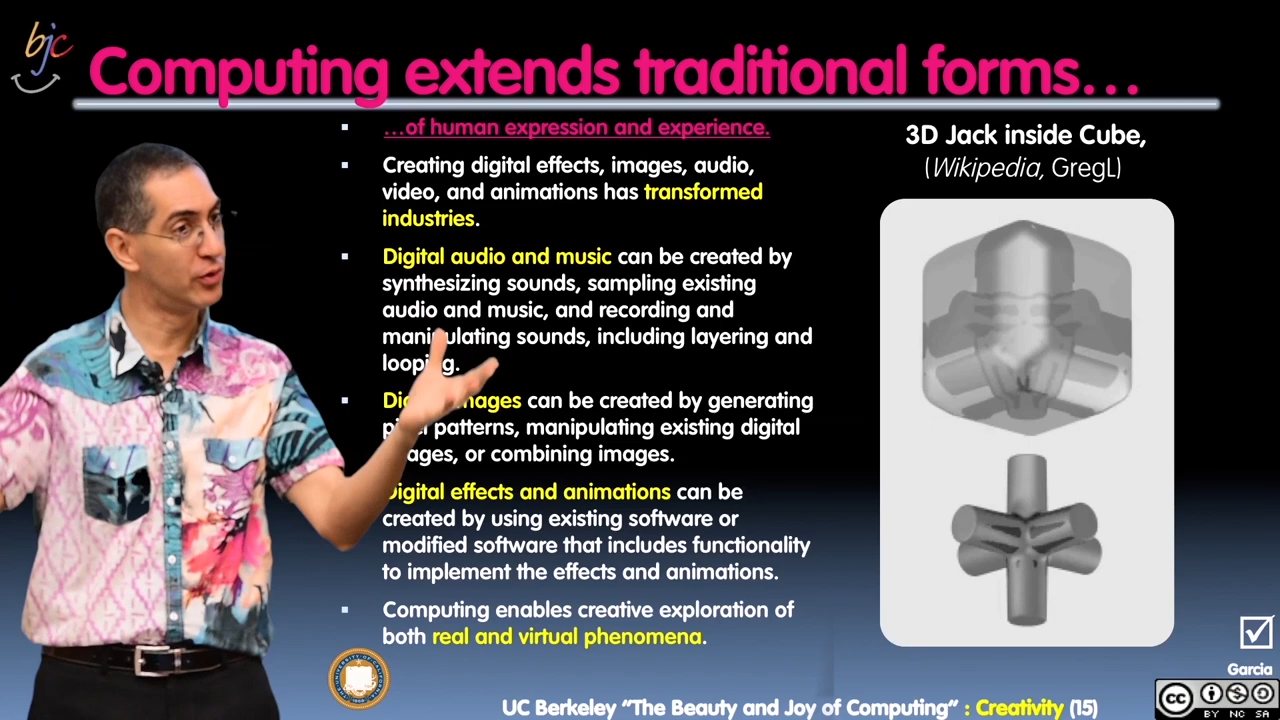 bjc
Computing extends traditional forms…
…of human expression and experience.
Creating digital effects, images, audio,
video, and animations has transformed
industries.
Digital audio and music can be created by
synthesizing sounds, sampling existing
audio and music, and recording and
manipulating sounds, including layering and
looping.
Digital images can be created by generating
pixel patterns, manipulating existing digital
images, or combining images.
Digital effects and animations can be
created by using existing software or
modified software that includes functionality
to implement the effects and animations.
Computing enables creative exploration of
both real and virtual phenomena.
3D Jack inside Cube,
(Wikipedia, GregL)
Garcia
cc
BY NC SA
UC Berkeley “The Beauty and Joy of Computing” : Creativity (15)